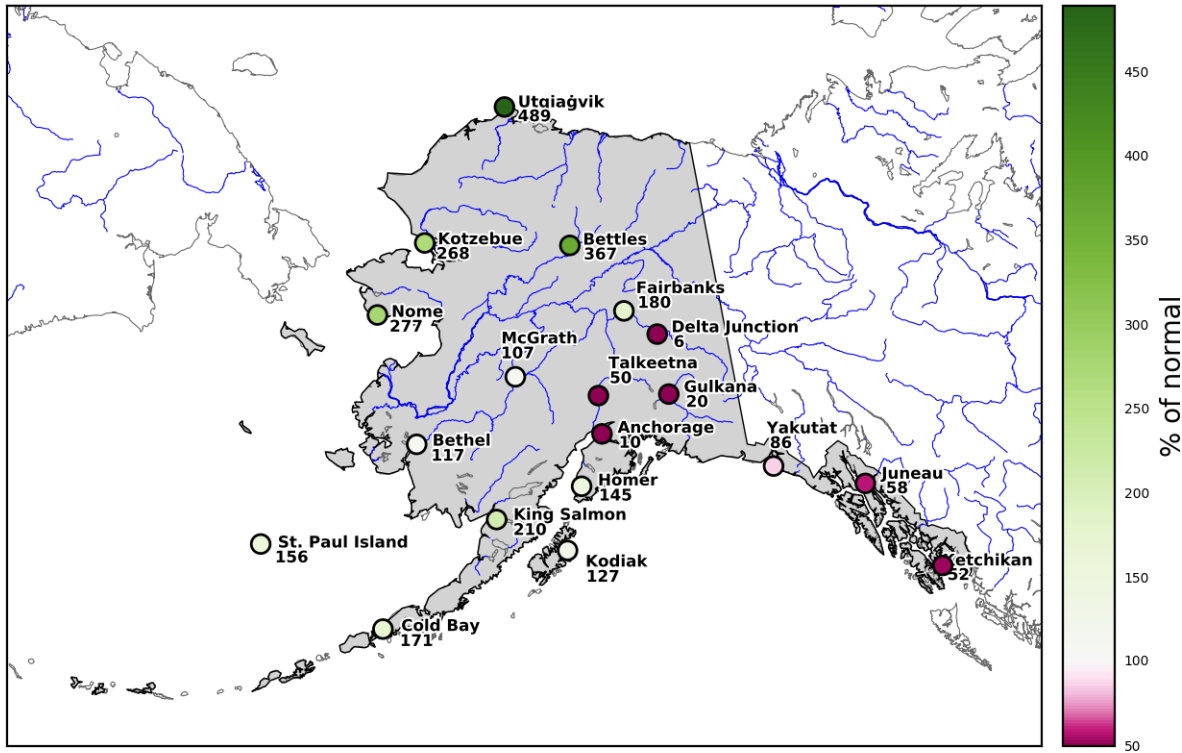 Utqiaġvik
489
Kotzebue
268
Bettles
367
Fairbanks
180
Nome
277
Delta Junction
6
McGrath
107
Talkeetna
50
Gulkana
20
Anchorage
10
Bethel
117
Yakutat
86
Homer
145
Juneau
58
King Salmon
210
St. Paul Island
156
Kodiak
127
Ketchikan
52
Cold Bay
171
450
400
350
300
250
200
150
100
50
% of normal